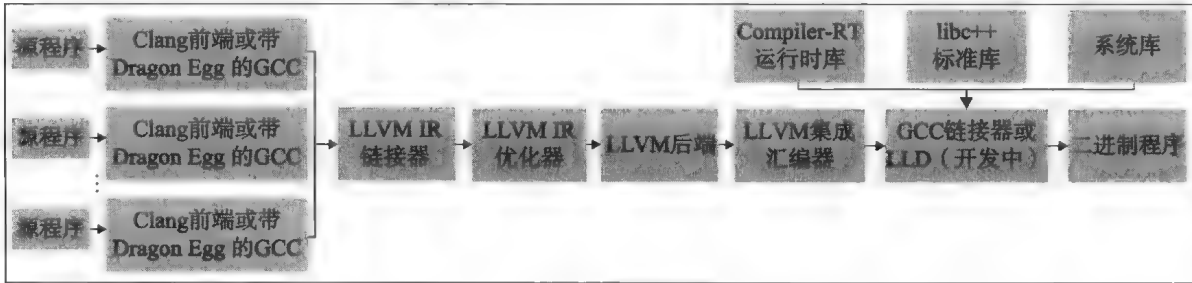 源程序
Clang前端或带
Dragon Egg 的GCC
源程序
Clang前端或带
Dragon Egg 的GCC
⋮
源程序
Clang前端或带
Dragon Egg 的GCC
LLVM IR
链接器
LLVM IR
优化器
LLVM后端
LLVM集成
汇编器
Compiler-RT
运行时库
libc++
标准库
系统库
GCC链接器或
LLD（开发中）
二进制程序